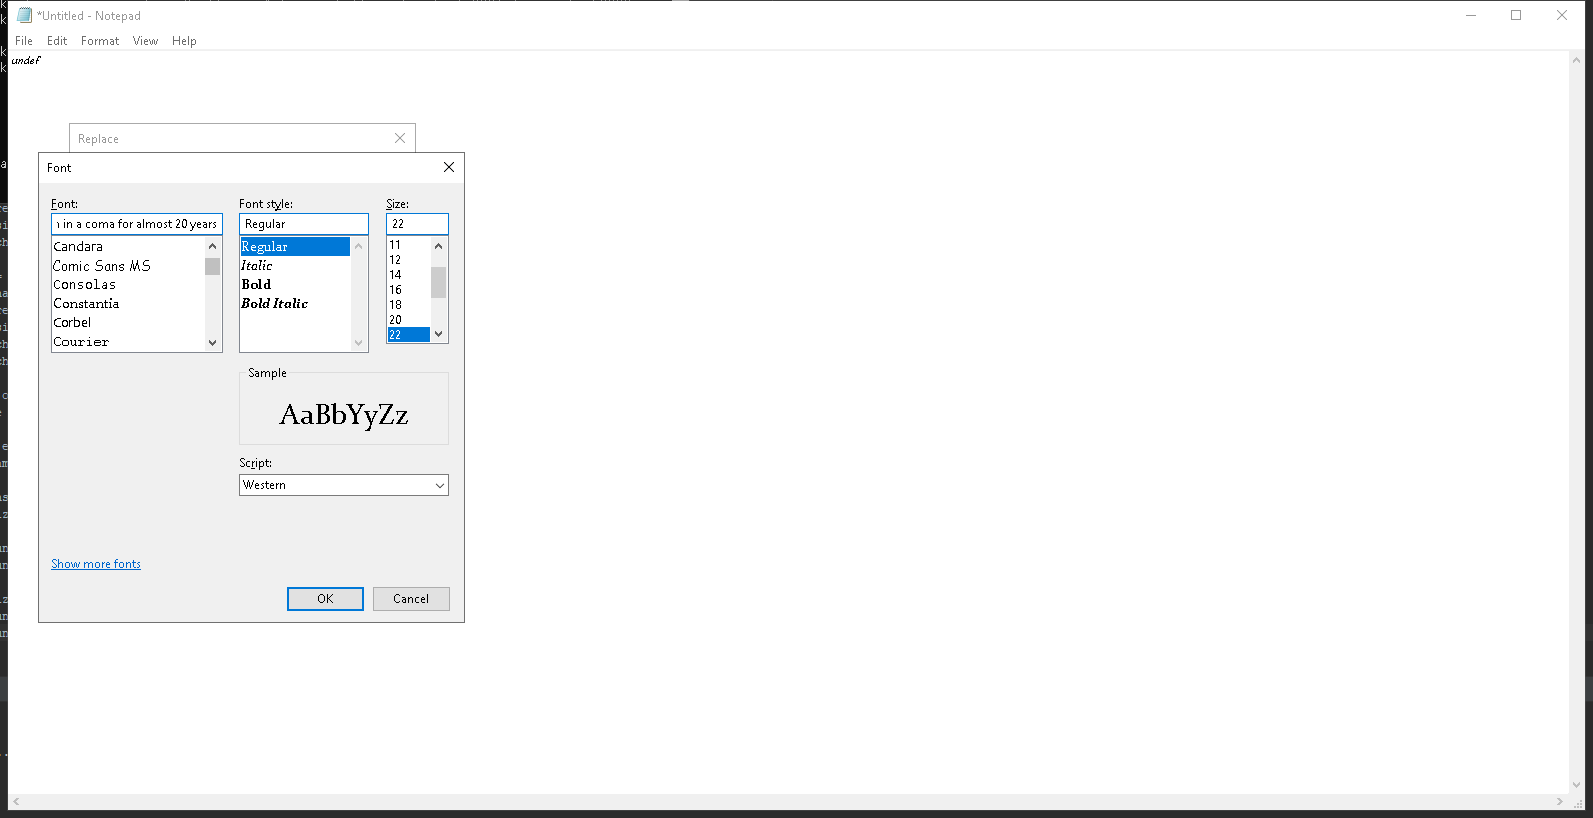 *Untitled - Notepad
File Edit Format View Help
undef
Replace
Font
Font: Font style: Size:
in a coma for almost 20 years Regular 22
Candara
Comic Sans MS
Consolas
Constantia
Corbel
Courier
Regular
Italic
Bold
Bold Italic
11
12
14
16
18
20
22
Sample
AaBbYyZz
Script:
Western
Show more fonts
OK Cancel